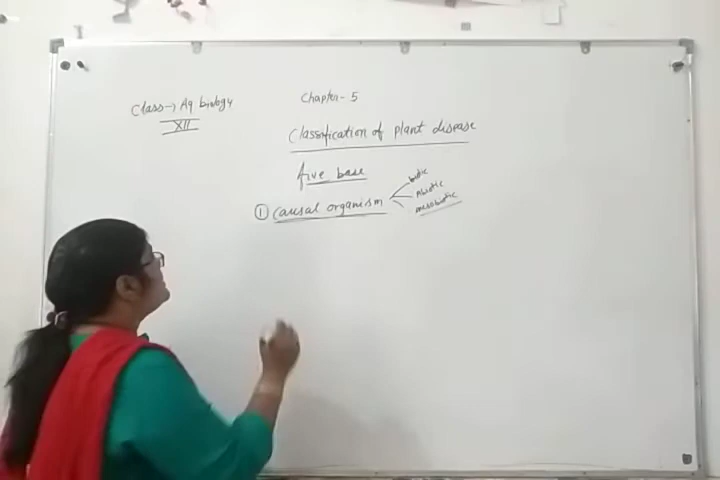 Chapter - 5
Class → Ag biology
XII
Classification of plant disease
five base
① Causal organism
biotic
Abiotic
mesobiotic